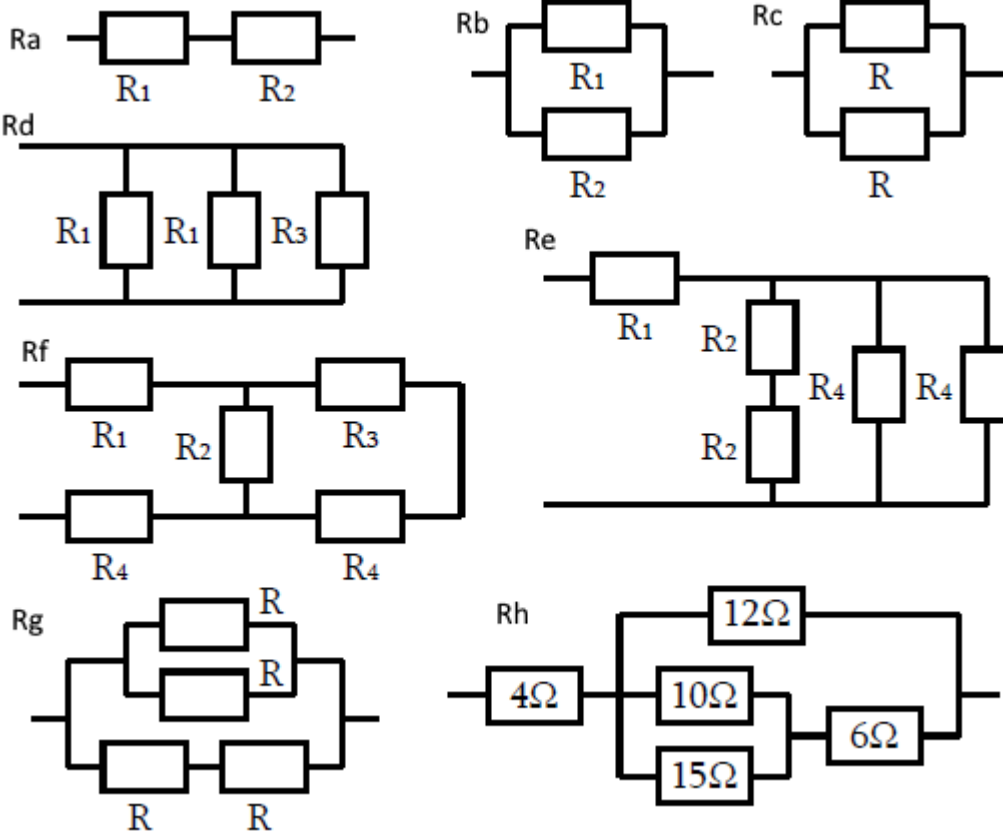 Ra
R₁ R₂
Rb
R₁
R₂
Rc
R
R
Rd
R₁ R₁ R₃
Re
R₁
R₂ R₄ R₄
R₂
Rf
R₁ R₂ R₃
R₄ R₄
Rg
R
R
R R
Rh
12Ω
4Ω 10Ω
6Ω
15Ω